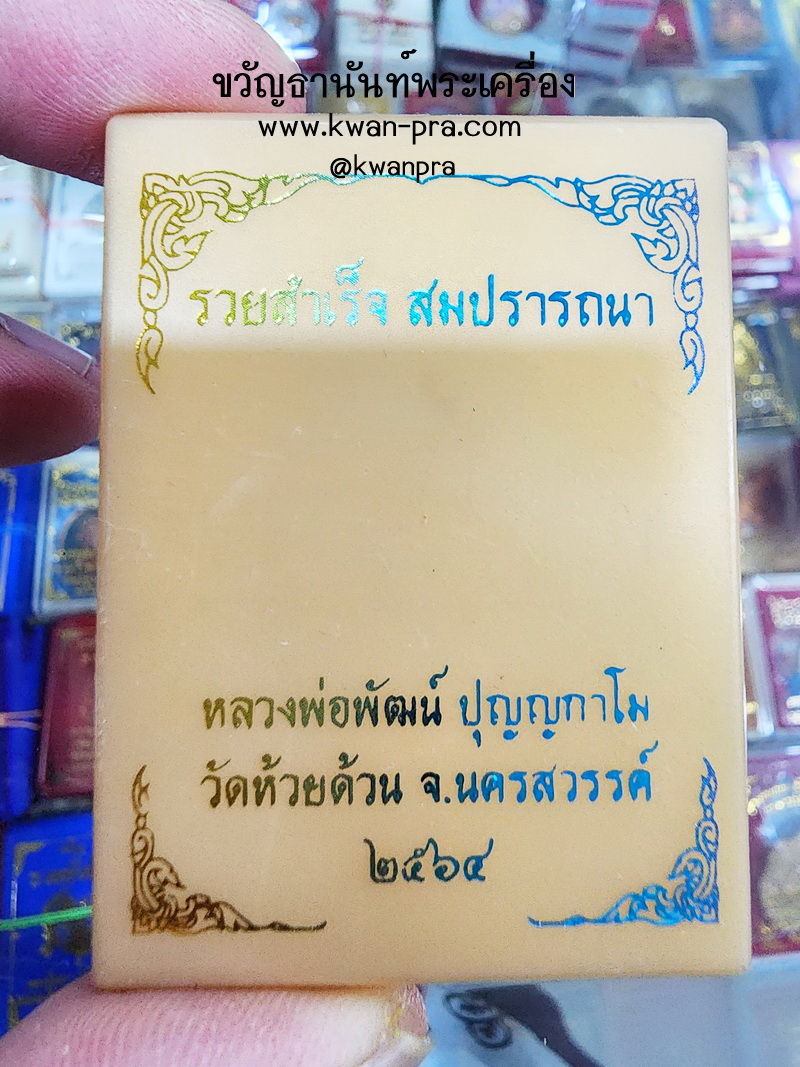 ขวัญธานันท์พระเครื่อง
www.kwan-pra.com
@kwanpra
รวยสำเร็จ สมปรารถนา
หลวงพ่อพัฒน์ ปุญญกาโม
วัดห้วยด้วน จ.นครสวรรค์
๒๕๖๔